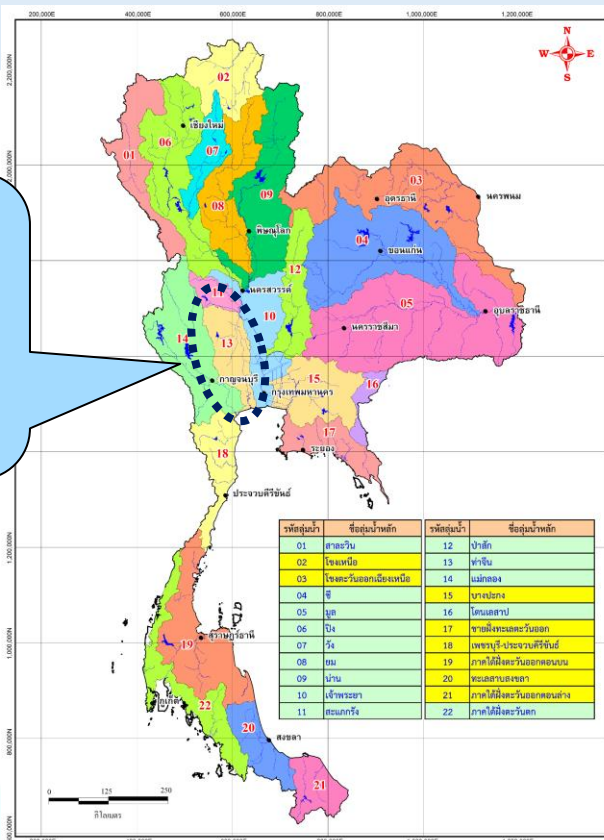 200,000E 400,000E 600,000E 800,000E 1,000,000E 1,200,000E
2,200,000N
N
W E
S
02
เชียงใหม่
01
06
07
03
อุดรธานี
นครพนม
09
08
พิษณุโลก
04
ขอนแก่น
12
นครสวรรค์
11
10
05
อุบลราชธานี
นครราชสีมา
14
13
15
16
กาญจนบุรี
กรุงเทพมหานคร
17
18
ระยอง
ประจวบคีรีขันธ์
1,200,000N
รหัสลุ่มน้ำ ชื่อลุ่มน้ำหลัก รหัสลุ่มน้ำ ชื่อลุ่มน้ำหลัก
01 สาละวิน 12 ป่าสัก
02 โขงเหนือ 13 ท่าจีน
03 โขงตะวันออกเฉียงเหนือ 14 แม่กลอง
04 ชี 15 บางปะกง
05 มูล 16 โตนเลสาป
06 ปิง 17 ชายฝั่งทะเลตะวันออก
07 วัง 18 เพชรบุรี-ประจวบคีรีขันธ์
08 ยม 19 ภาคใต้ฝั่งตะวันออกตอนบน
09 น่าน 20 ทะเลสาบสงขลา
10 เจ้าพระยา 21 ภาคใต้ฝั่งตะวันออกตอนล่าง
11 สะแกกรัง 22 ภาคใต้ฝั่งตะวันตก
1,000,000N
สุราษฎร์ธานี
19
ภูเก็ต
22
20
สงขลา
800,000N
21
0 125 250
กิโลเมตร